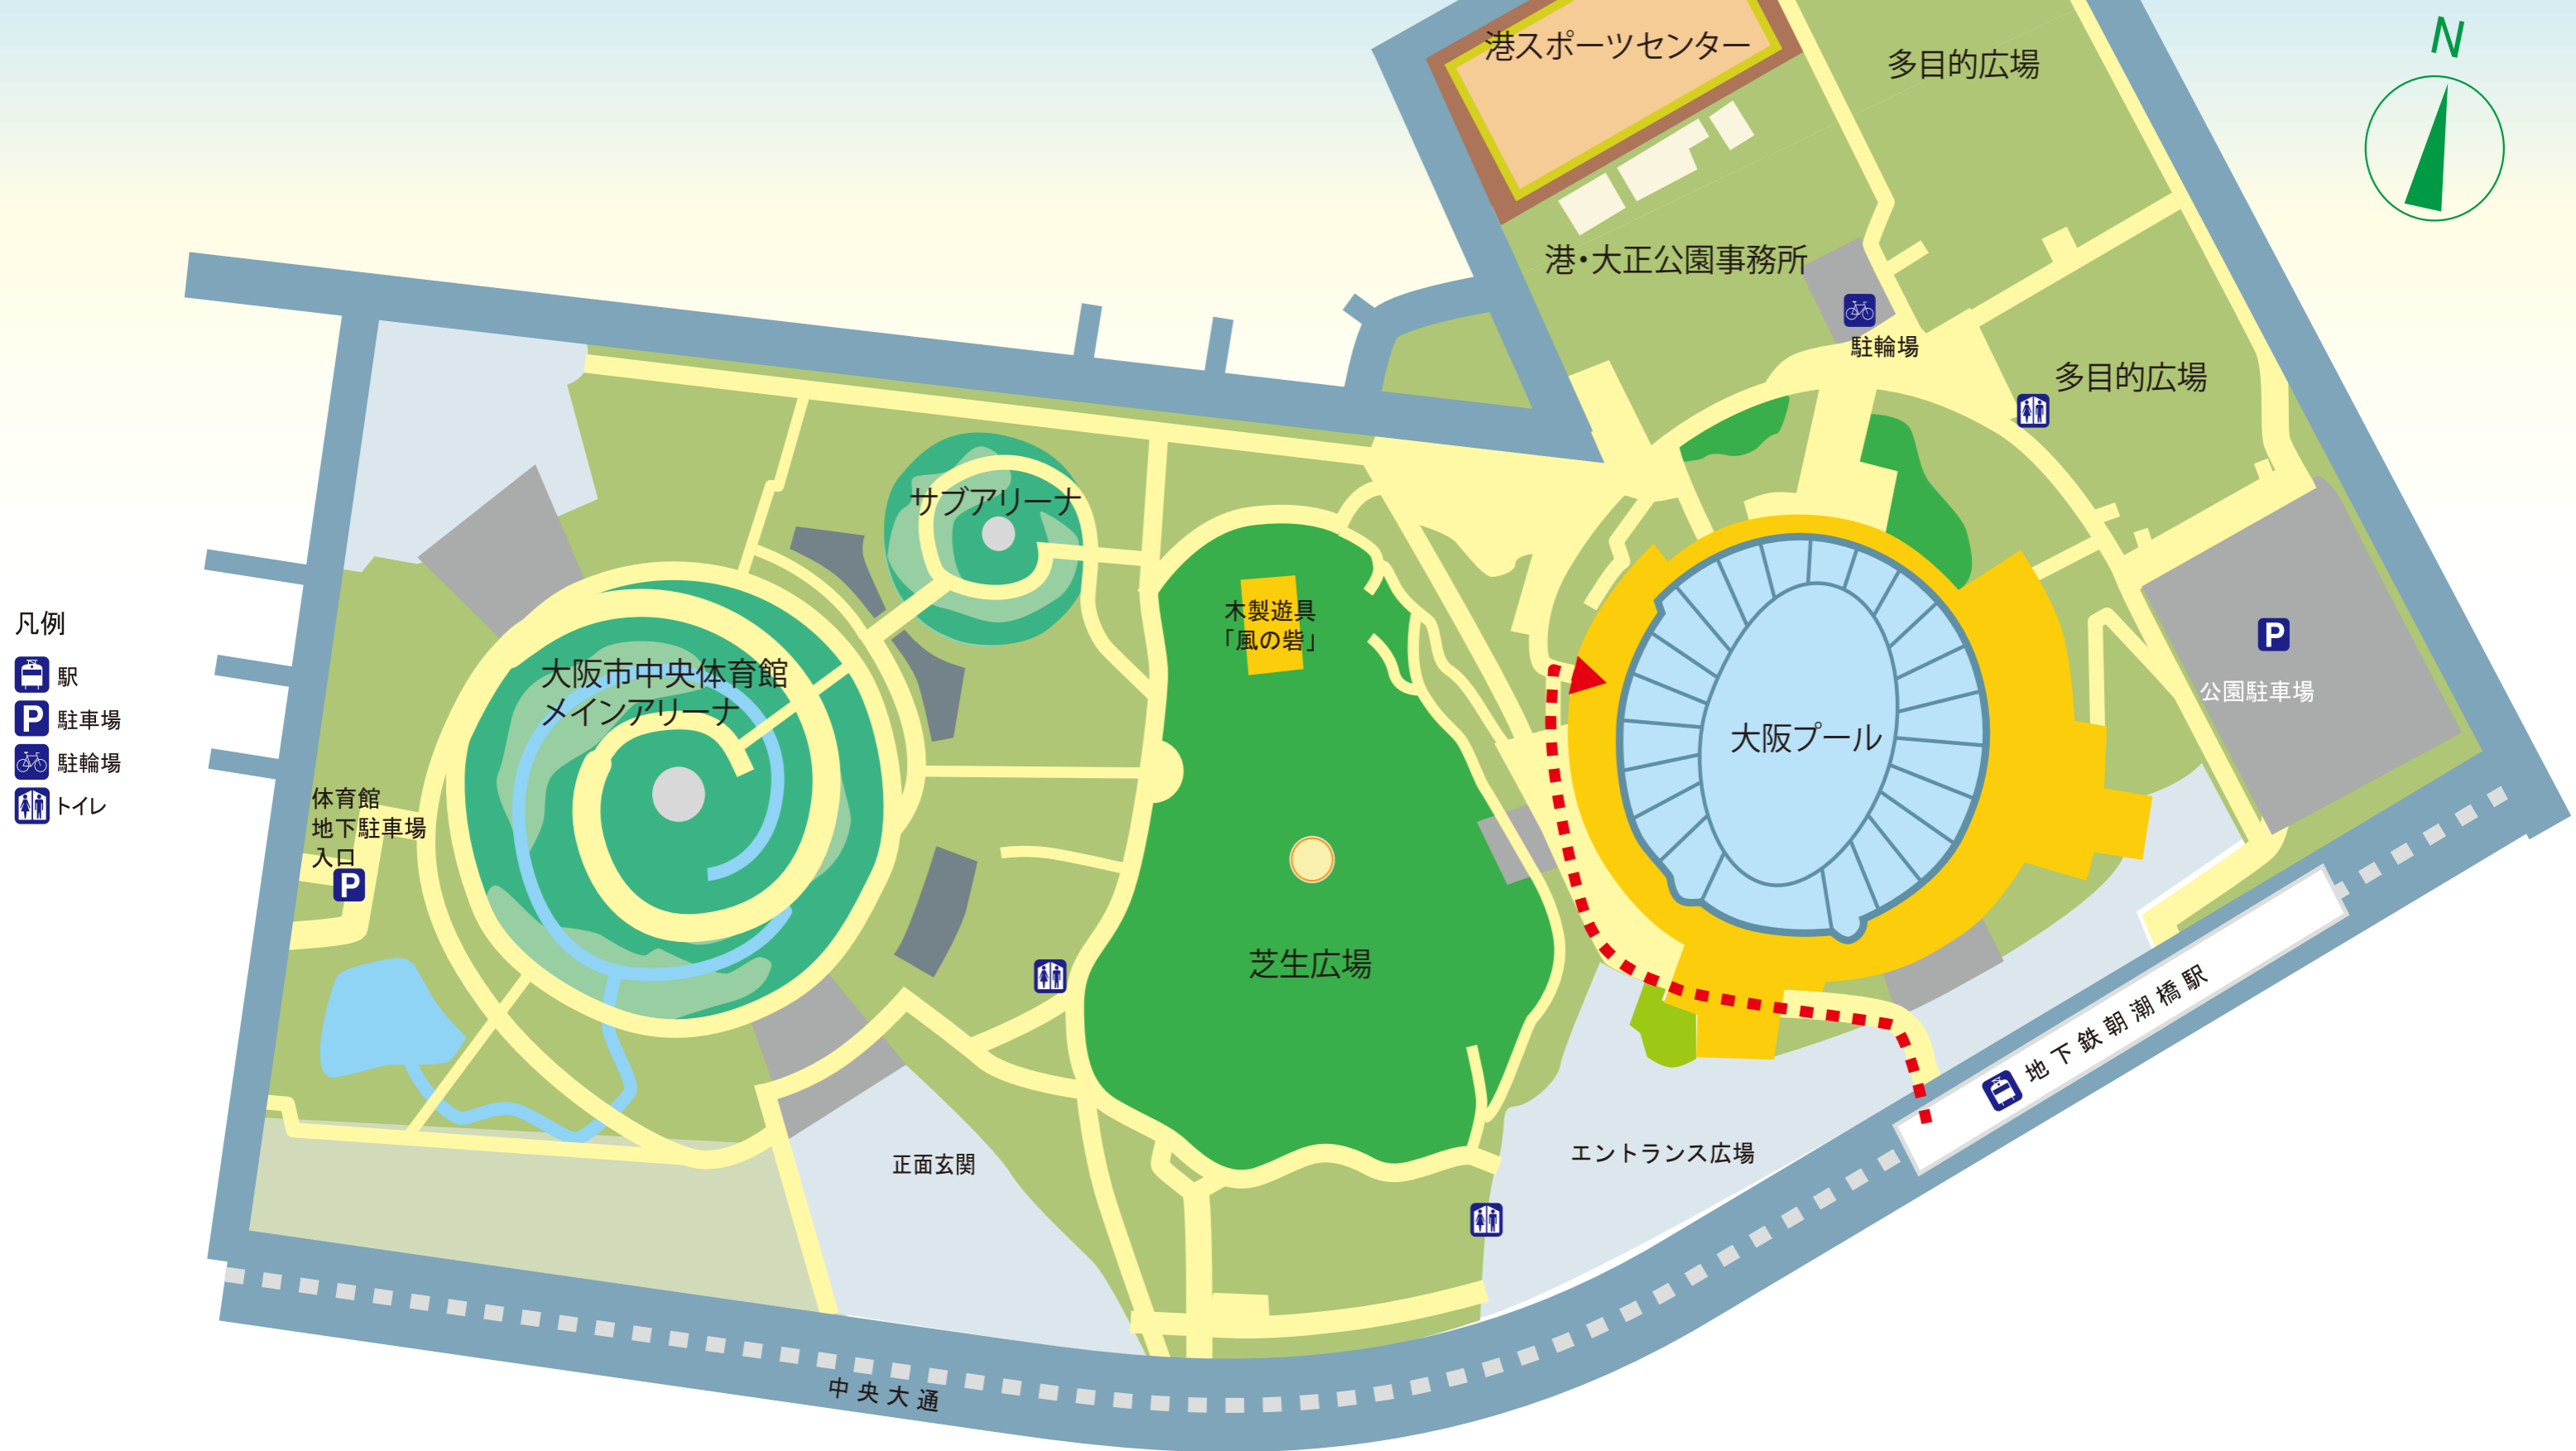 港スポーツセンター
多目的広場
N
港・大正公園事務所
駐輪場
多目的広場
サブアリーナ
木製遊具
「風の砦」
凡例
駅
P 駐車場
駐輪場
トイレ
大阪市中央体育館
メインアリーナ
大阪プール
P
公園駐車場
体育館
地下駐車場
入口
P
芝生広場
地下鉄朝潮橋駅
正面玄関
エントランス広場
中央大通